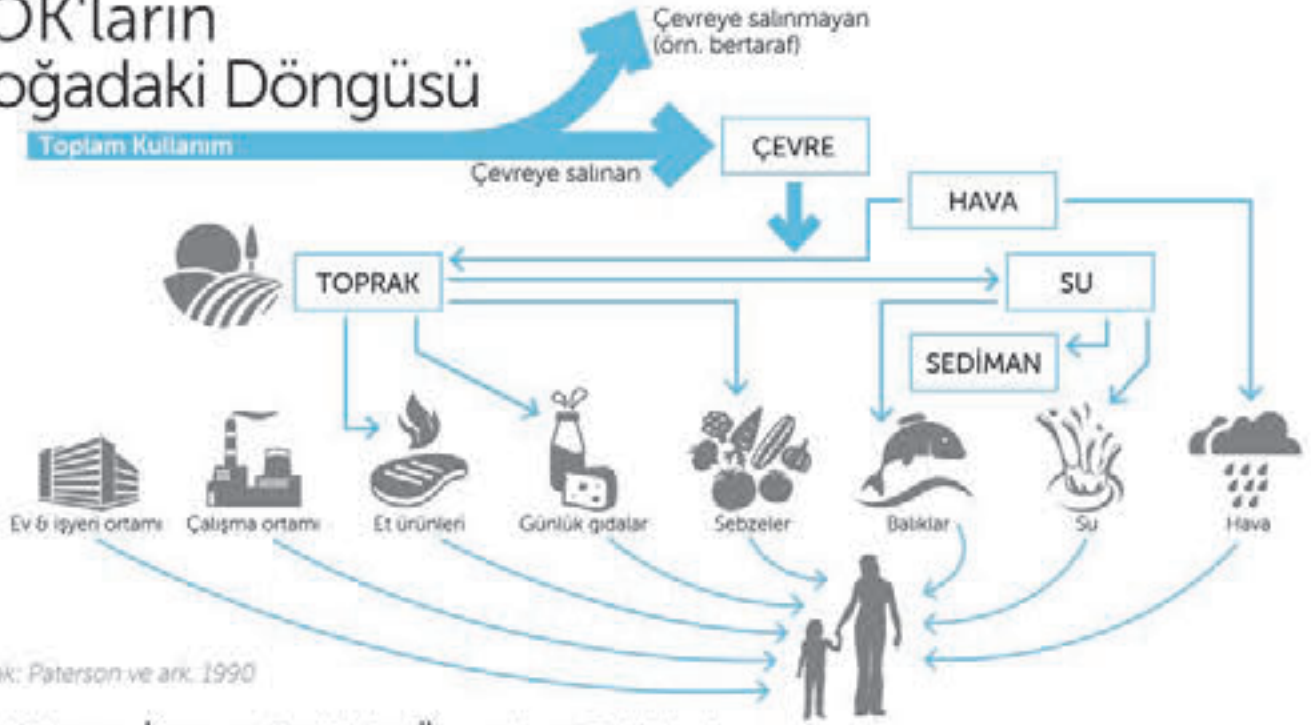 OK'ların
oğadaki Döngüsü
Çevreye salınmayan
(örn. bertaraf)
Toplam Kullanım
Çevreye salınan
ÇEVRE
HAVA
TOPRAK
SU
SEDİMAN
Ev & işyeri ortamı
Çalışma ortamı
Et ürünleri
Günlük gıdalar
Sebzeler
Balıklar
Su
Hava
ak: Paterson ve ark. 1990